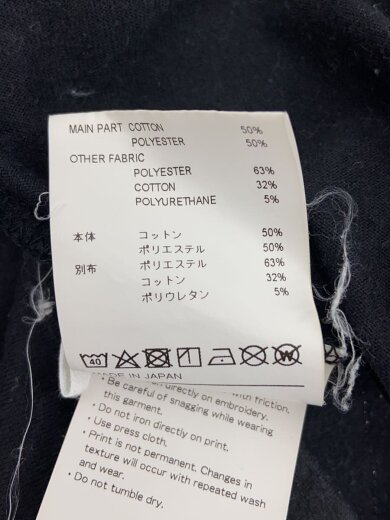 MAIN PART COTTON 50%
POLYESTER 50%
OTHER FABRIC
POLYESTER 63%
COTTON 32%
POLYURETHANE 5%
本体 コットン 50%
ポリエステル 50%
別布 ポリエステル 63%
コットン 32%
ポリウレタン 5%
40 W
MADE IN JAPAN
with friction.
directly on embroidery.
・Be careful of snagging while wearing
this garment.
・Do not iron directly on print.
・Use press cloth.
・Print is not permanent. Changes in
texture will occur with repeated wash
and wear.
・Do not tumble dry.